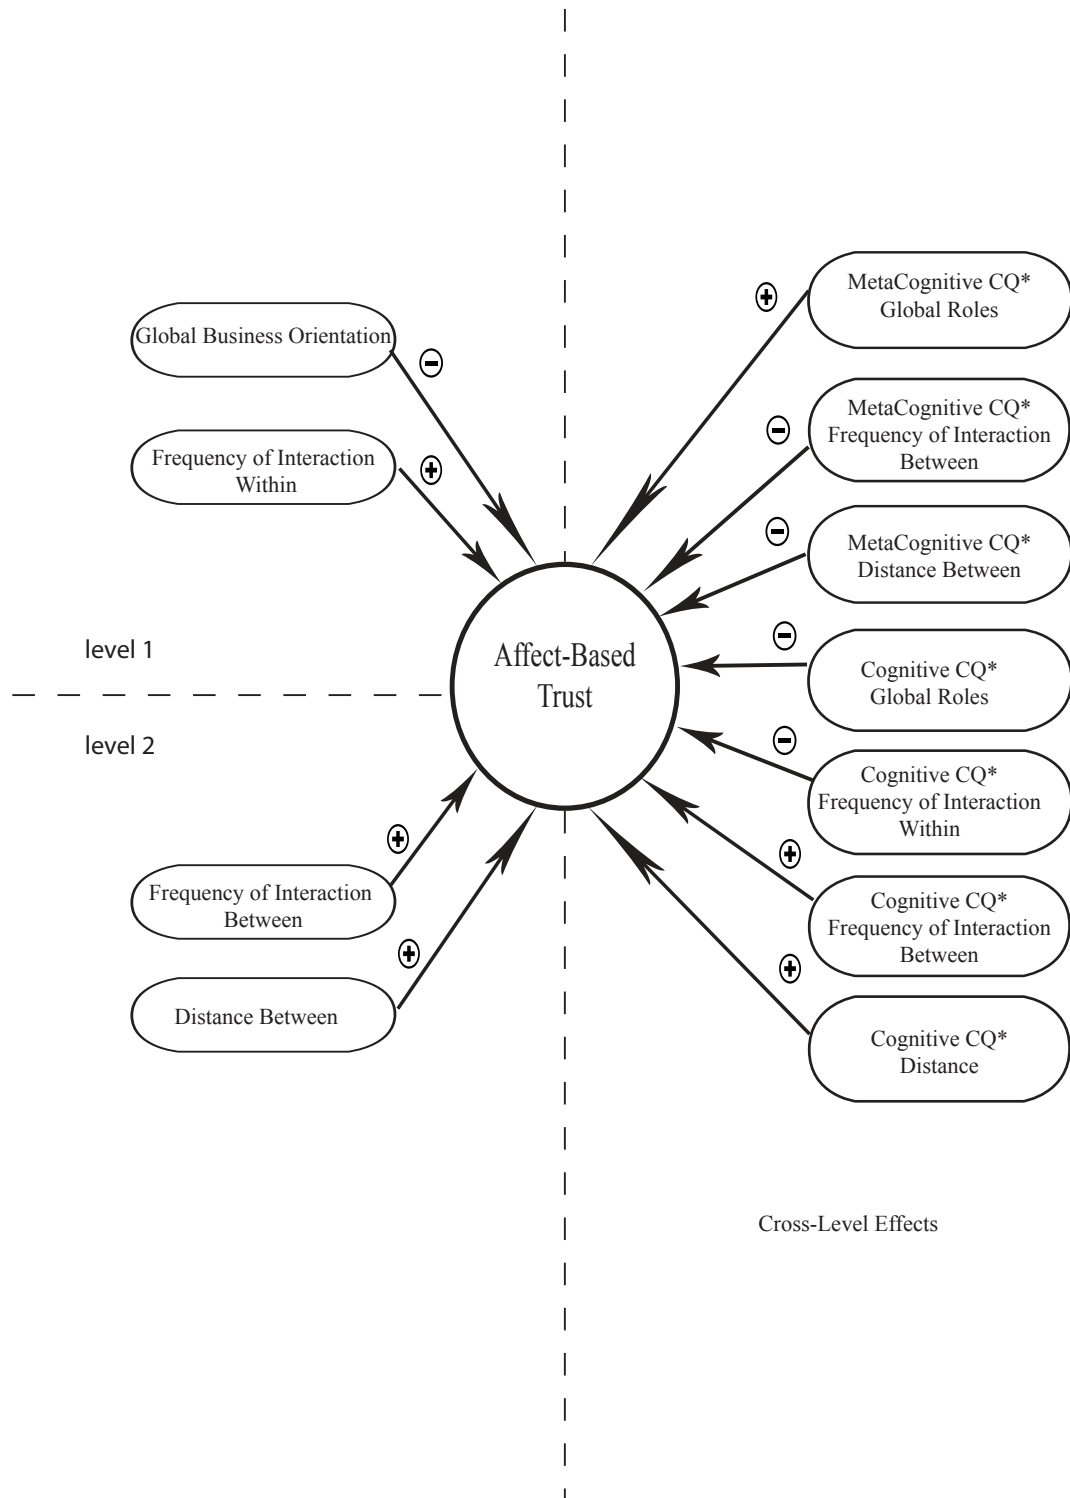 Global Business Orientation
Frequency of Interaction
Within
level 1
level 2
Frequency of Interaction
Between
Distance Between
Affect-Based
Trust
MetaCognitive CQ*
Global Roles
MetaCognitive CQ*
Frequency of Interaction
Between
MetaCognitive CQ*
Distance Between
Cognitive CQ*
Global Roles
Cognitive CQ*
Frequency of Interaction
Within
Cognitive CQ*
Frequency of Interaction
Between
Cognitive CQ*
Distance
Cross-Level Effects